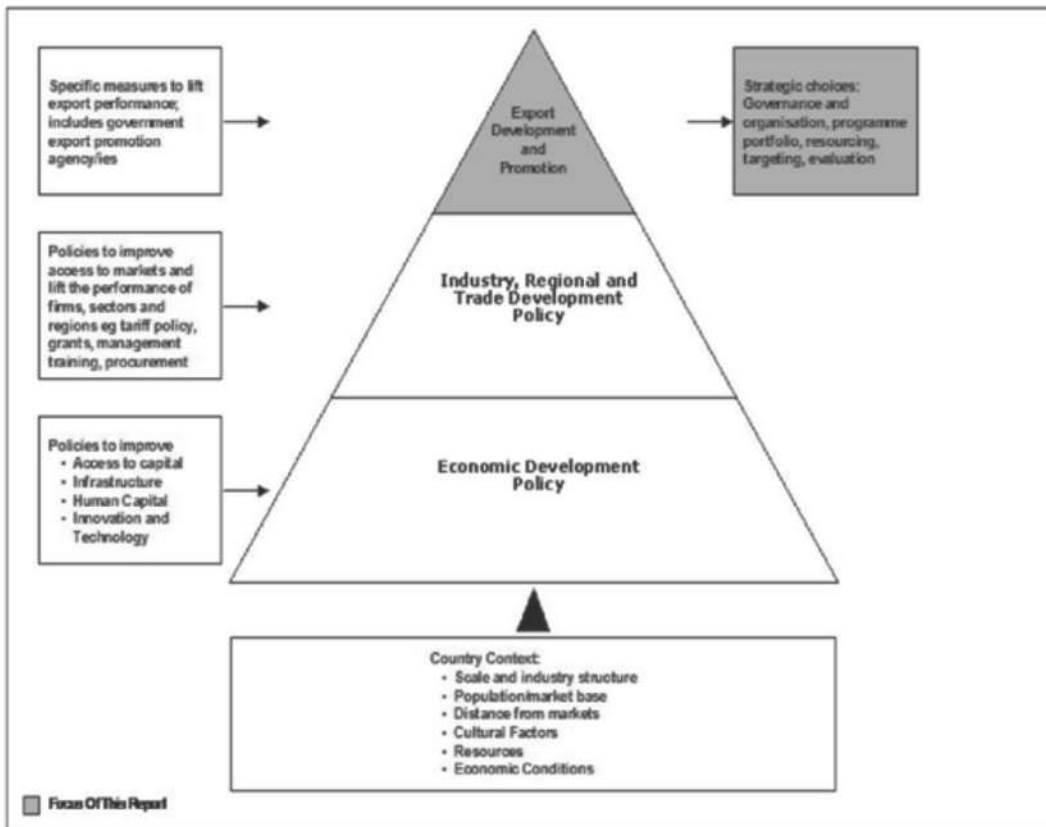 Specific measures to lift
export performance;
includes government
export promotion
agency/ies
Export
Development
and
Promotion
Strategic choices:
Governance and
organisation, programme
portfolio, resourcing,
targeting, evaluation
Policies to improve
access to markets and
lift the performance of
firms, sectors and
regions eg tariff policy,
grants, management
training, procurement
Industry, Regional and
Trade Development
Policy
Policies to improve
• Access to capital
• Infrastructure
• Human Capital
• Innovation and
Technology
Economic Development
Policy
Country Context:
• Scale and industry structure
• Population/market base
• Distance from markets
• Cultural Factors
• Resources
• Economic Conditions
Focus Of This Report